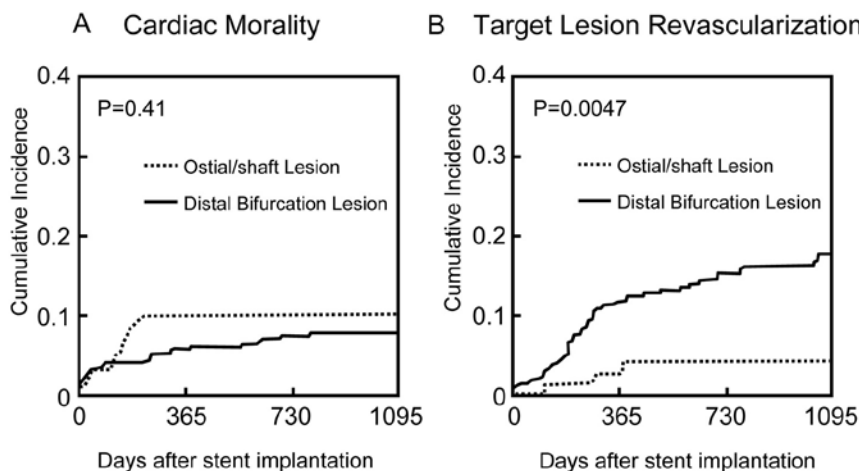 A Cardiac Morality
0.4
P=0.41
0.3
Ostial/shaft Lesion
Distal Bifurcation Lesion
0.2
0.1
0
Cumulative Incidence
0 365 730 1095
Days after stent implantation
B Target Lesion Revascularization
0.4
P=0.0047
0.3
Ostial/shaft Lesion
Distal Bifurcation Lesion
0.2
0.1
0
Cumulative Incidence
0 365 730 1095
Days after stent implantation